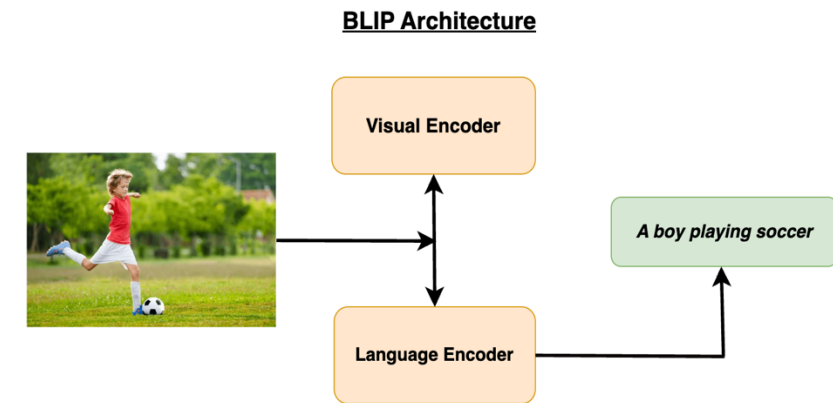 BLIP Architecture
Visual Encoder
A boy playing soccer
Language Encoder